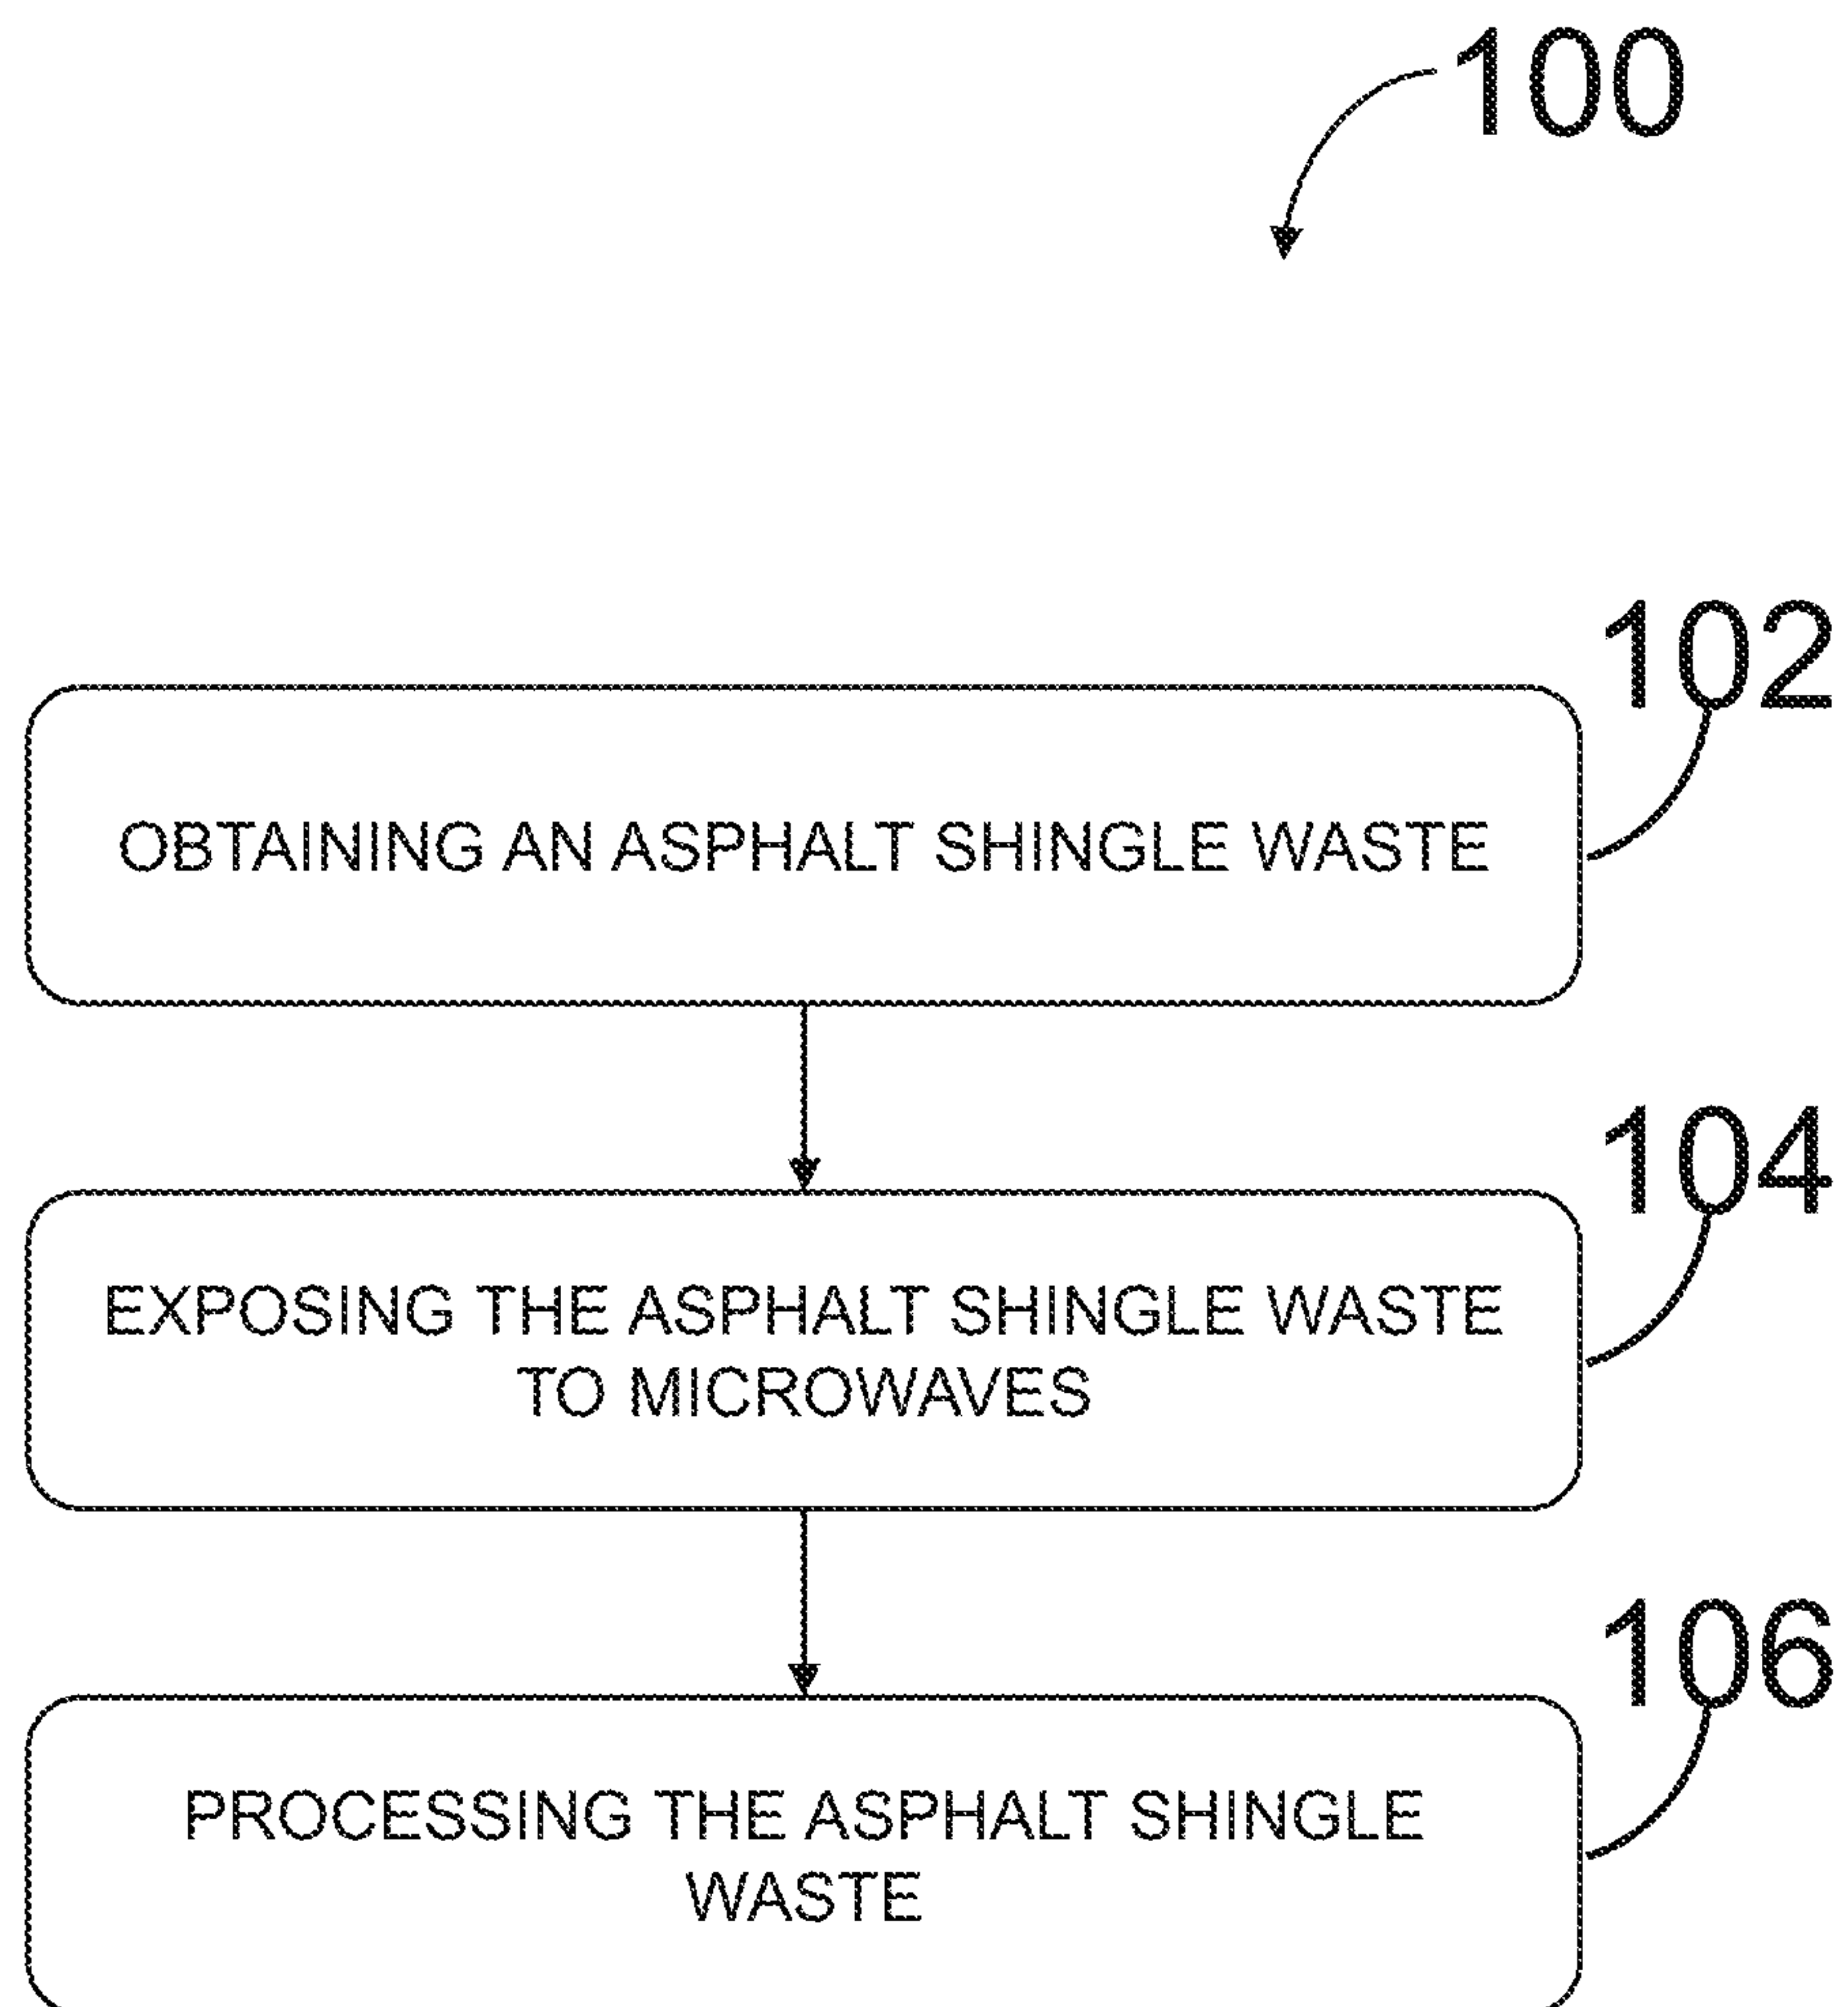 100
102
OBTAINING AN ASPHALT SHINGLE WASTE
104
EXPOSING THE ASPHALT SHINGLE WASTE
TO MICROWAVES
106
PROCESSING THE ASPHALT SHINGLE
WASTE